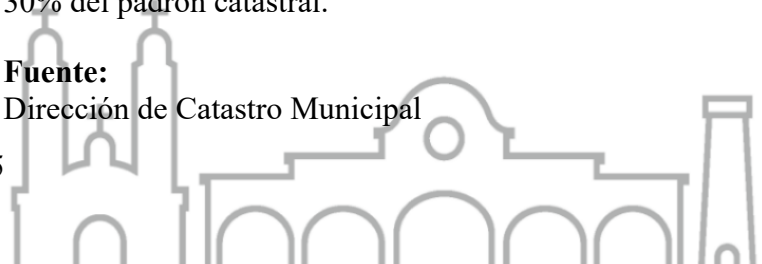 30% del padrón catastral.
Fuente:
Dirección de Catastro Municipal